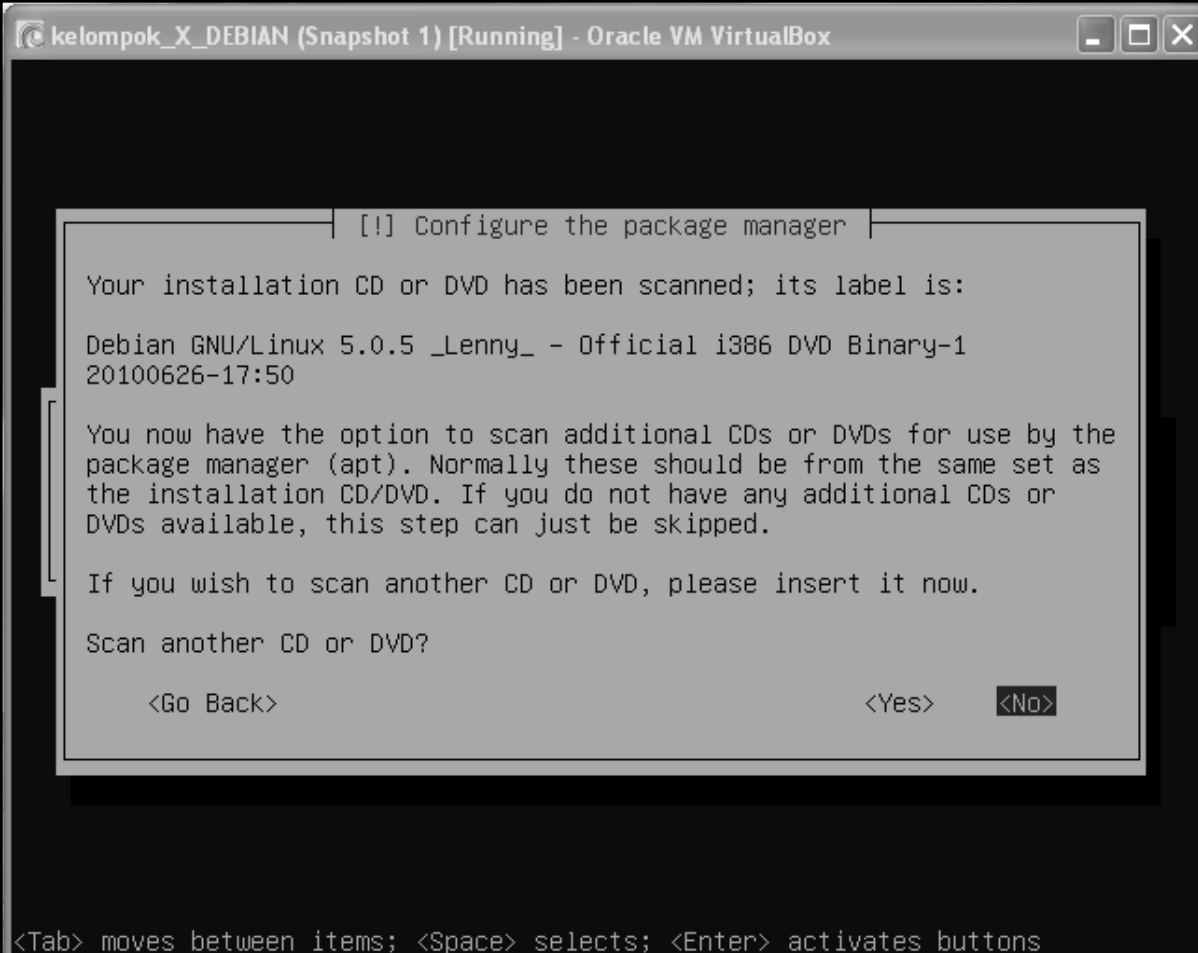 kelompok_X_DEBIAN (Snapshot 1) [Running] - Oracle VM VirtualBox
[!] Configure the package manager
Your installation CD or DVD has been scanned; its label is:
Debian GNU/Linux 5.0.5 _Lenny_ - Official i386 DVD Binary-1
20100626-17:50
You now have the option to scan additional CDs or DVDs for use by the
package manager (apt). Normally these should be from the same set as
the installation CD/DVD. If you do not have any additional CDs or
DVDs available, this step can just be skipped.
If you wish to scan another CD or DVD, please insert it now.
Scan another CD or DVD?
<Go Back> <Yes> <No>
<Tab> moves between items; <Space> selects; <Enter> activates buttons